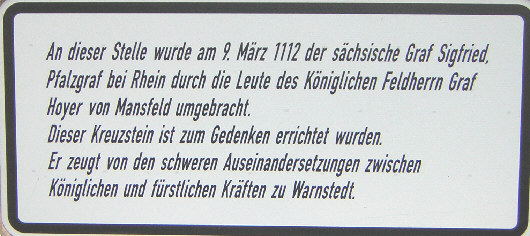 An dieser Stelle wurde am 9. März 1112 der sächsische Graf Sigfried,
Pfalzgraf bei Rhein durch die Leute des Königlichen Feldherrn Graf
Hoyer von Mansfeld umgebracht.
Dieser Kreuzstein ist zum Gedenken errichtet wurden.
Er zeugt von den schweren Auseinandersetzungen zwischen
Königlichen und fürstlichen Kräften zu Warnstedt.